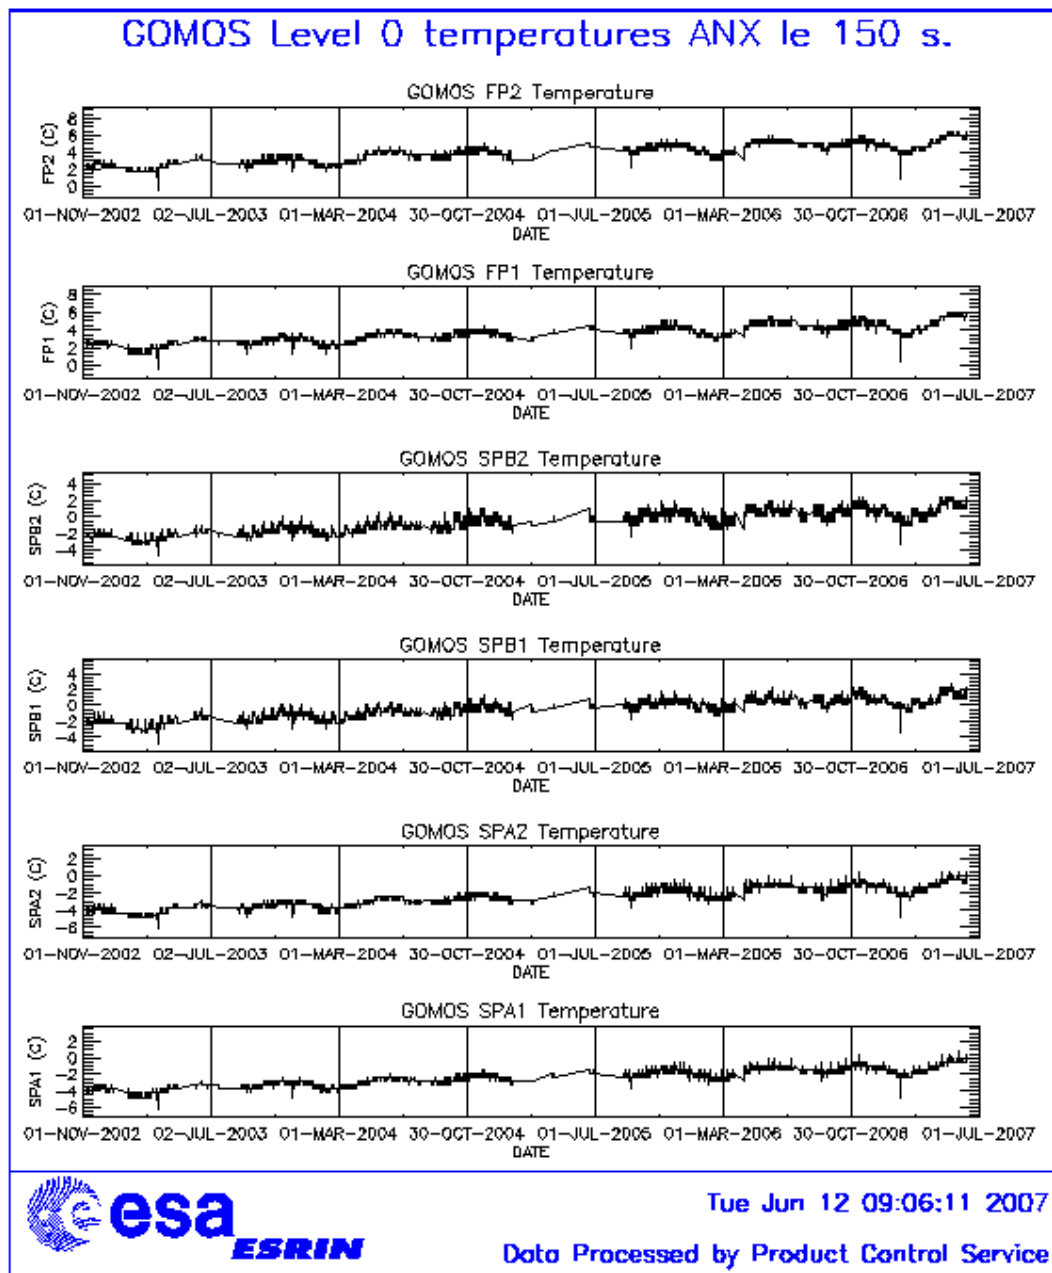 GOMOS Level 0 temperatures ANX le 150 s.
GOMOS FP2 Temperature
FP2 (C)
8
6
4
2
0
01-NOV-2002 02-JUL-2003 01-MAR-2004 30-OCT-2004 01-JUL-2005 01-MAR-2006 30-OCT-2006 01-JUL-2007
DATE
GOMOS FP1 Temperature
FP1 (C)
8
6
4
2
0
01-NOV-2002 02-JUL-2003 01-MAR-2004 30-OCT-2004 01-JUL-2005 01-MAR-2006 30-OCT-2006 01-JUL-2007
DATE
GOMOS SPB2 Temperature
SPB2 (C)
4
2
0
-2
-4
01-NOV-2002 02-JUL-2003 01-MAR-2004 30-OCT-2004 01-JUL-2005 01-MAR-2006 30-OCT-2006 01-JUL-2007
DATE
GOMOS SPB1 Temperature
SPB1 (C)
4
2
0
-2
-4
01-NOV-2002 02-JUL-2003 01-MAR-2004 30-OCT-2004 01-JUL-2005 01-MAR-2006 30-OCT-2006 01-JUL-2007
DATE
GOMOS SPA2 Temperature
SPA2 (C)
2
0
-2
-4
-6
01-NOV-2002 02-JUL-2003 01-MAR-2004 30-OCT-2004 01-JUL-2005 01-MAR-2006 30-OCT-2006 01-JUL-2007
DATE
GOMOS SPA1 Temperature
SPA1 (C)
2
0
-2
-4
-6
01-NOV-2002 02-JUL-2003 01-MAR-2004 30-OCT-2004 01-JUL-2005 01-MAR-2006 30-OCT-2006 01-JUL-2007
DATE
esa
ESRIN
Tue Jun 12 09:06:11 2007
Data Processed by Product Control Service